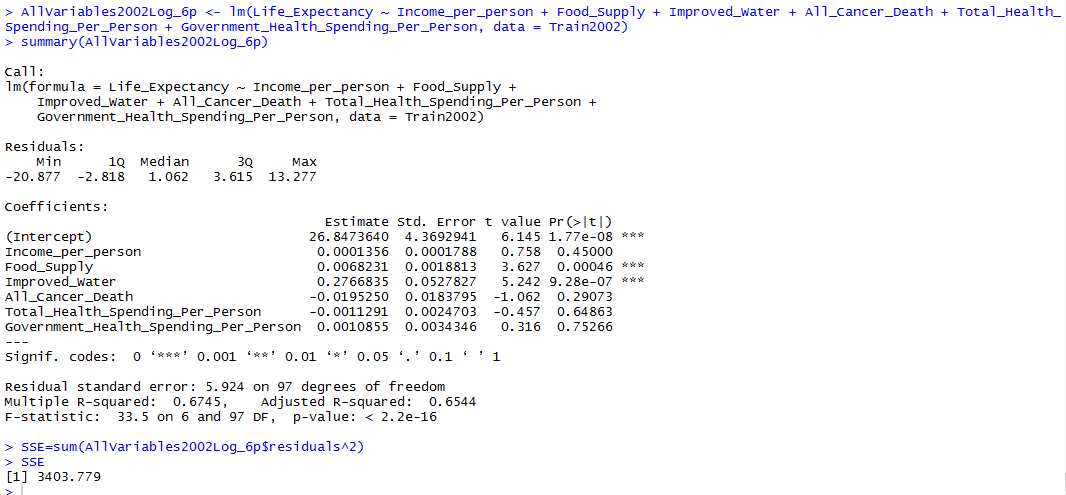 > AllVariables2002Log_6p <- lm(Life_Expectancy ~ Income_per_person + Food_Supply + Improved_Water + All_Cancer_Death + Total_Health_
Spending_Per_Person + Government_Health_Spending_Per_Person, data = Train2002)
> summary(AllVariables2002Log_6p)
Call:
lm(formula = Life_Expectancy ~ Income_per_person + Food_Supply +
    Improved_Water + All_Cancer_Death + Total_Health_Spending_Per_Person +
    Government_Health_Spending_Per_Person, data = Train2002)
Residuals:
    Min      1Q  Median      3Q     Max
-20.877  -2.818   1.062   3.615  13.277
Coefficients:
                                        Estimate Std. Error t value Pr(>|t|)
(Intercept)                           26.8473640  4.3692941   6.145 1.77e-08 ***
Income_per_person                      0.0001356  0.0001788   0.758  0.45000
Food_Supply                            0.0068231  0.0018813   3.627  0.00046 ***
Improved_Water                         0.2766835  0.0527827   5.242 9.28e-07 ***
All_Cancer_Death                      -0.0195250  0.0183795  -1.062  0.29073
Total_Health_Spending_Per_Person      -0.0011291  0.0024703  -0.457  0.64863
Government_Health_Spending_Per_Person  0.0010855  0.0034346   0.316  0.75266
---
Signif. codes:  0 ‘***’ 0.001 ‘**’ 0.01 ‘*’ 0.05 ‘.’ 0.1 ‘ ’ 1
Residual standard error: 5.924 on 97 degrees of freedom
Multiple R-squared:  0.6745,    Adjusted R-squared:  0.6544
F-statistic:  33.5 on 6 and 97 DF,  p-value: < 2.2e-16
> SSE=sum(AllVariables2002Log_6p$residuals^2)
> SSE
[1] 3403.779
>